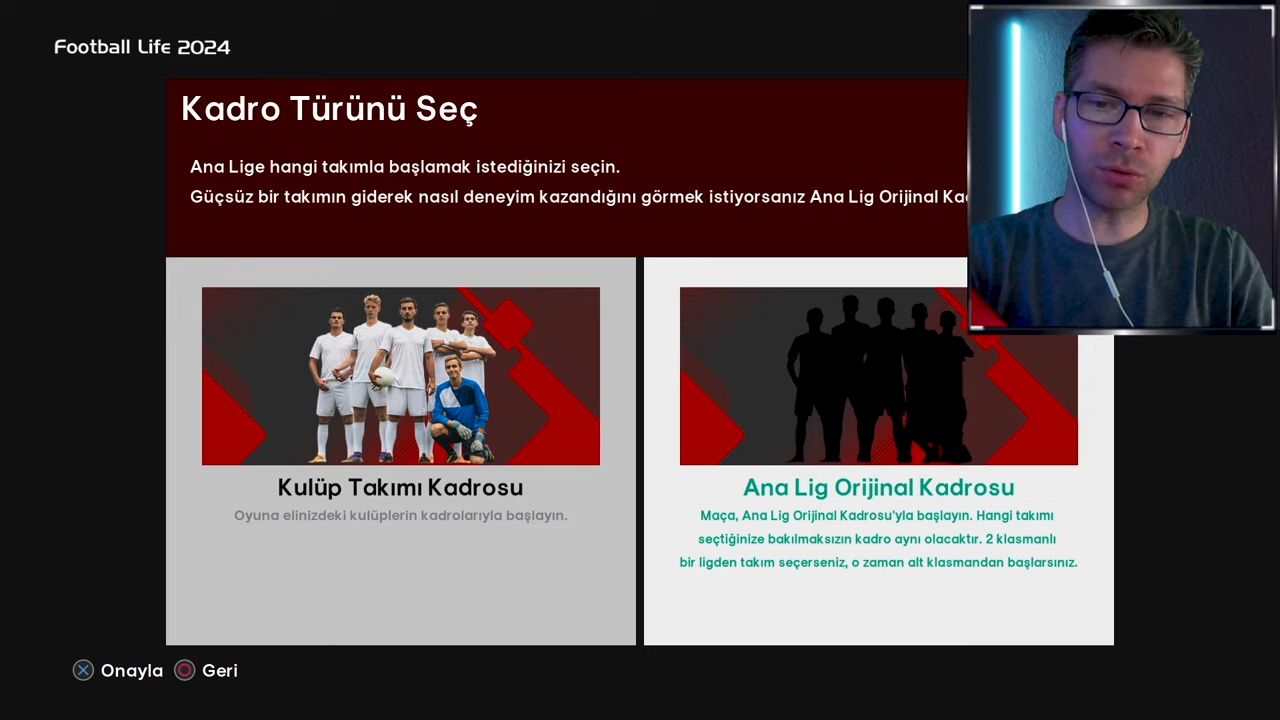 Football Life 2024
Kadro Türünü Seç
Ana Lige hangi takımla başlamak istediğinizi seçin.
Güçsüz bir takımın giderek nasıl deneyim kazandığını görmek istiyorsanız Ana Lig Orijinal
Kulüp Takımı Kadrosu
Oyuna elinizdeki kulüplerin kadrolarıyla başlayın.
Ana Lig Orijinal Kadrosu
Maça, Ana Lig Orijinal Kadrosu'yla başlayın. Hangi takımı
seçtiğinize bakılmaksızın kadro aynı olacaktır. 2 klasmanlı
bir ligden takım seçerseniz, o zaman alt klasmandan başlarsınız.
Onayla Geri